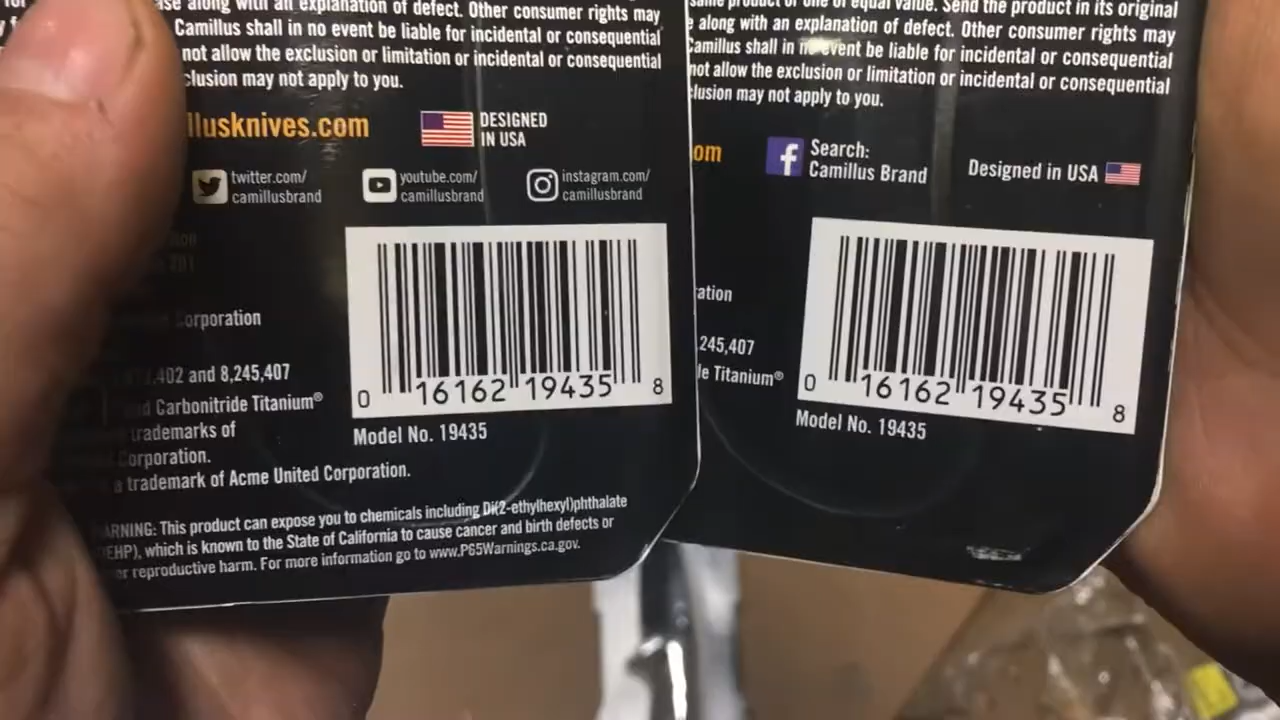 ase along with an explanation of defect. Other consumer rights may
Camillus shall in no event be liable for incidental or consequential
not allow the exclusion or limitation or incidental or consequential
clusion may not apply to you.
llusknives.com
DESIGNED
IN USA
twitter.com/
camillusbrand
youtube.com/
camillusbrand
instagram.com/
camillusbrand
orporation
402 and 8,245,407
Carbonitride Titanium®
trademarks of
Corporation.
a trademark of Acme United Corporation.
0 16162 19435 8
Model No. 19435
ARNING: This product can expose you to chemicals including Di(2-ethylhexyl)phthalate
EHP), which is known to the State of California to cause cancer and birth defects or
r reproductive harm. For more information go to www.P65Warnings.ca.gov.
same product or one of equal value. Send the product in its original
e along with an explanation of defect. Other consumer rights may
Camillus shall in no event be liable for incidental or consequential
not allow the exclusion or limitation or incidental or consequential
lusion may not apply to you.
om
f
Search:
Camillus Brand
Designed in USA
ration
245,407
le Titanium®
0 16162 19435 8
Model No. 19435